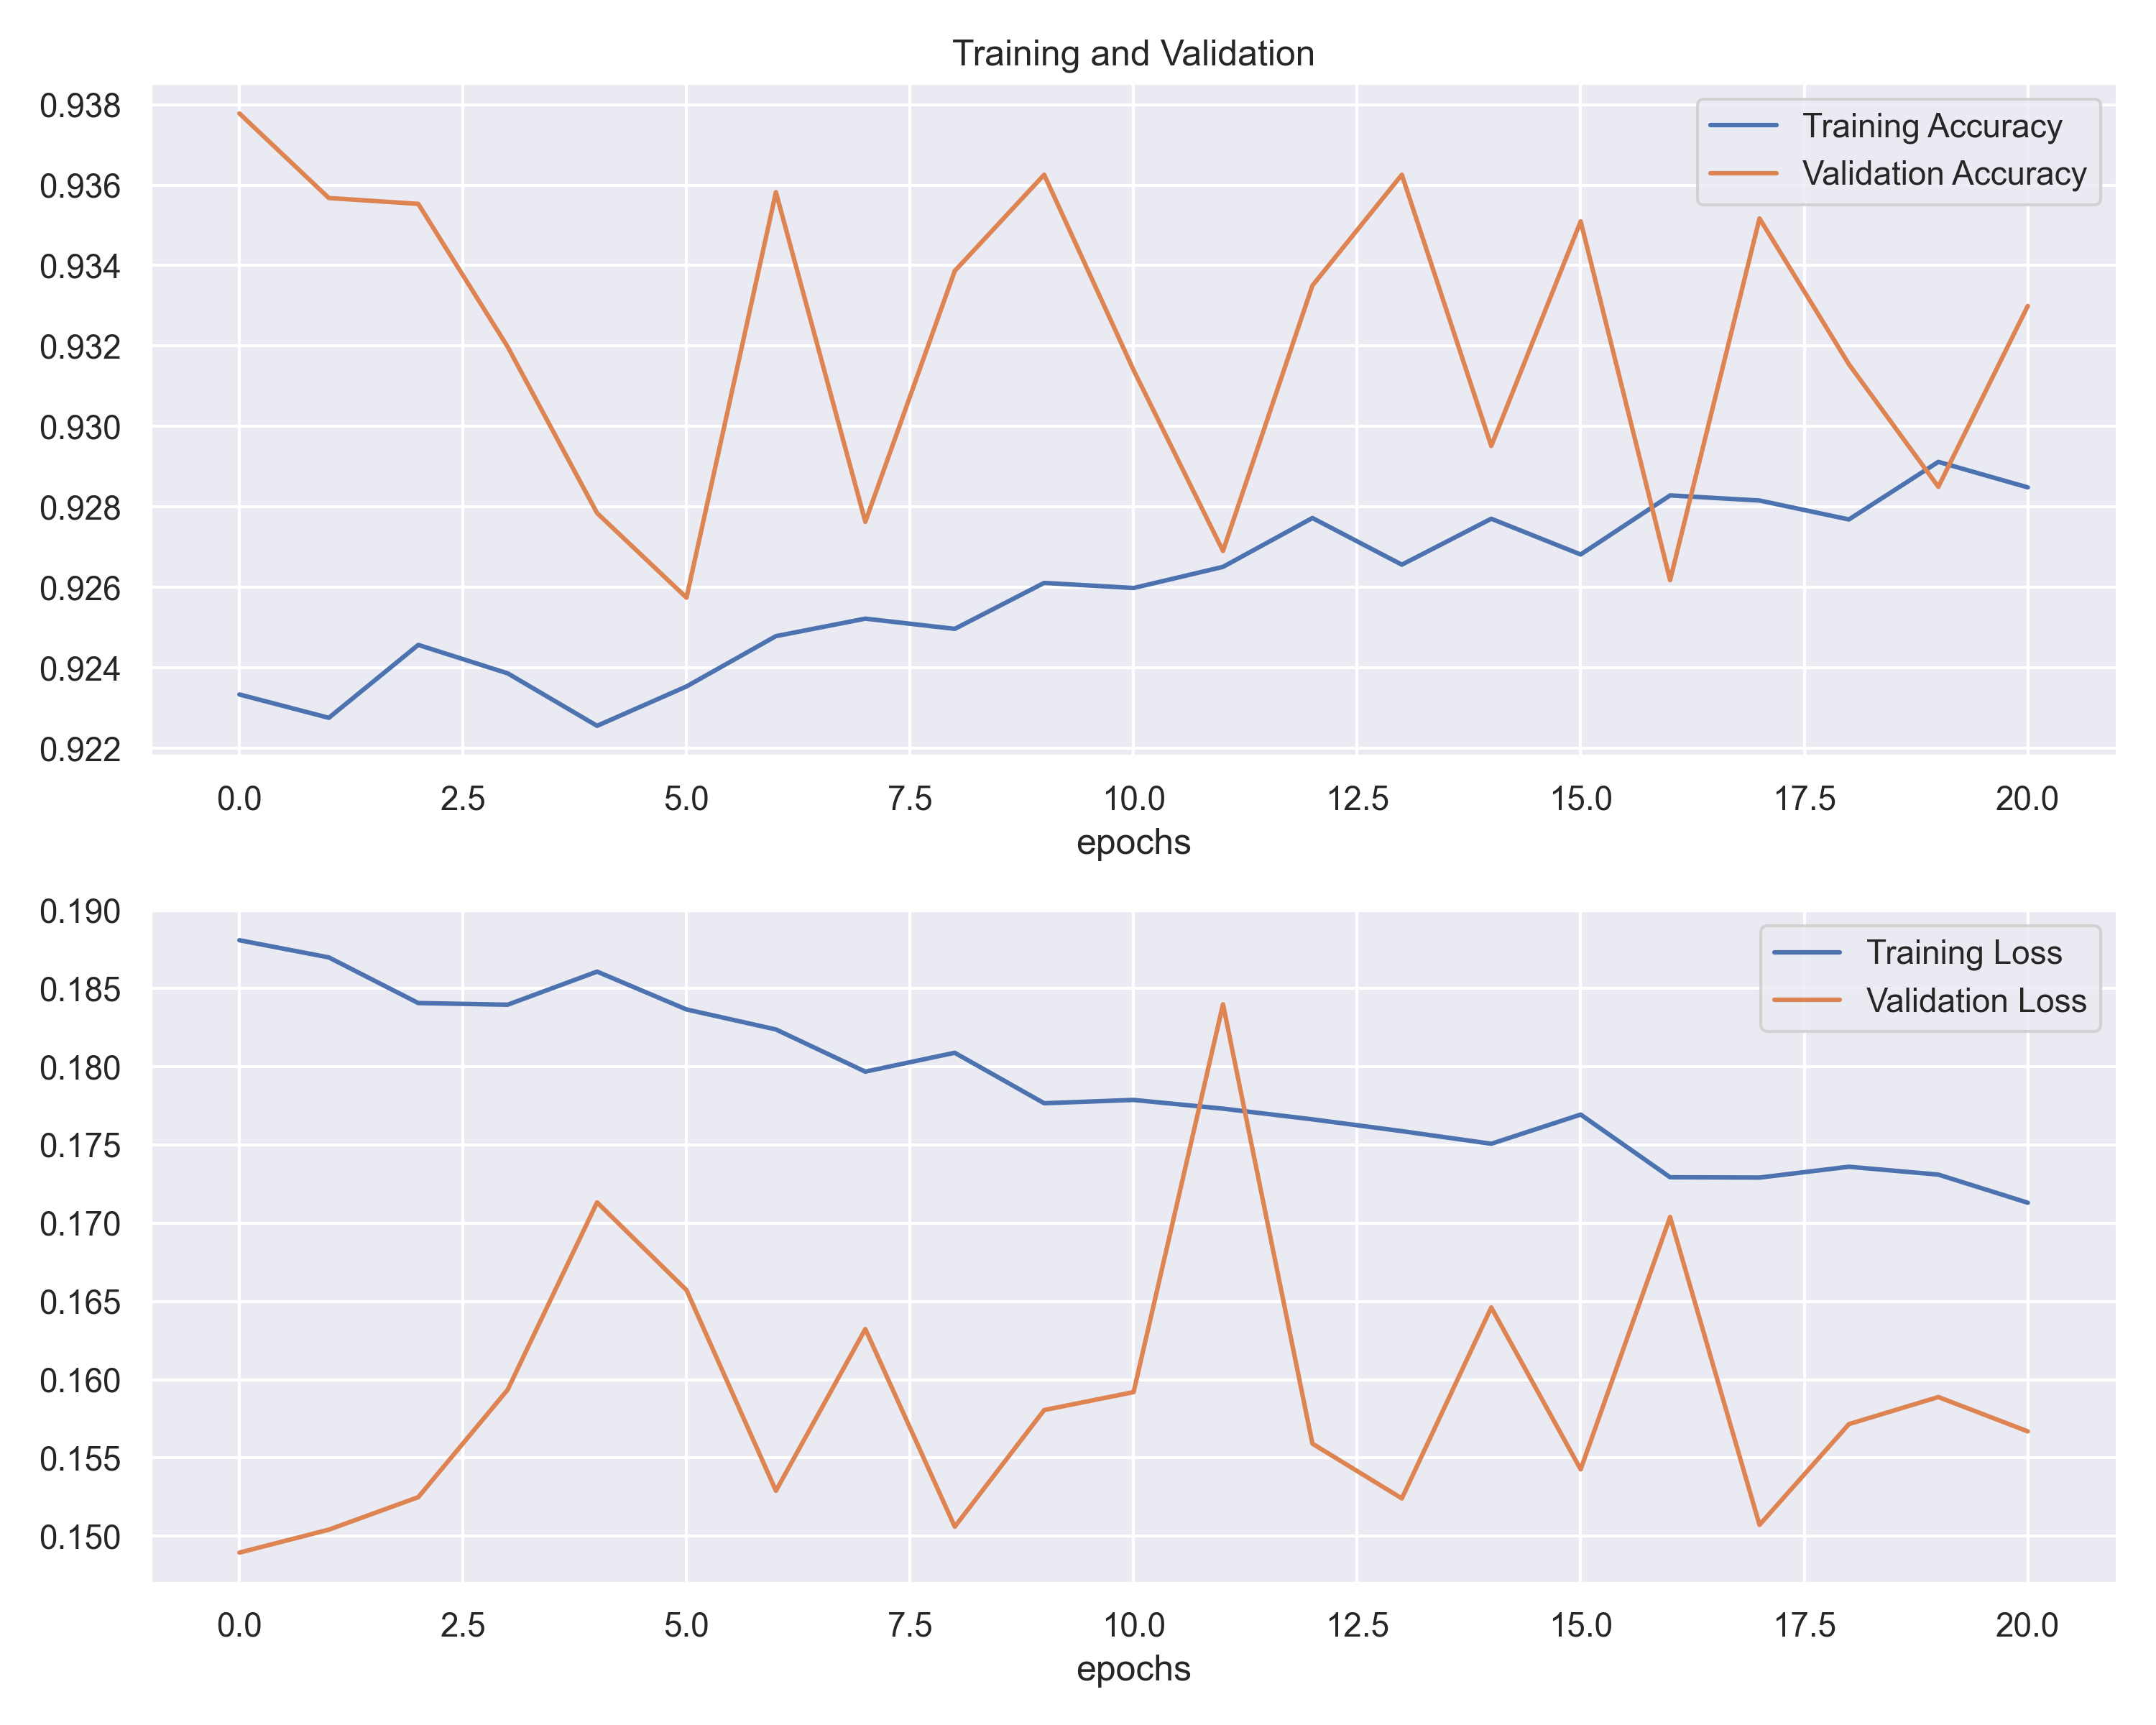 Training and Validation
0.938
0.936
0.934
0.932
0.930
0.928
0.926
0.924
0.922
Training Accuracy
Validation Accuracy
0.0 2.5 5.0 7.5 10.0 12.5 15.0 17.5 20.0
epochs
0.190
0.185
0.180
0.175
0.170
0.165
0.160
0.155
0.150
Training Loss
Validation Loss
0.0 2.5 5.0 7.5 10.0 12.5 15.0 17.5 20.0
epochs